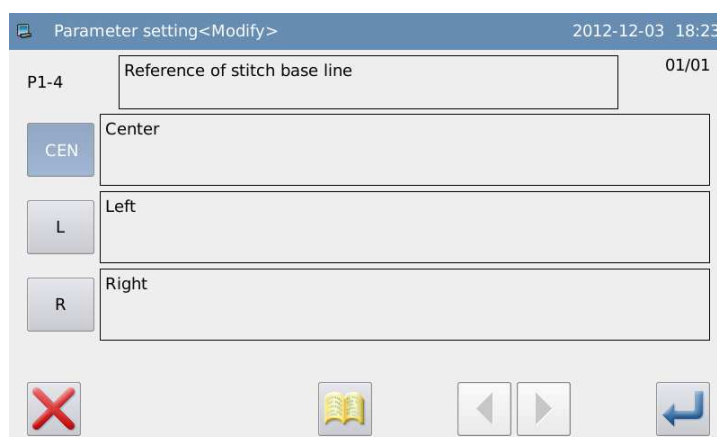 Parameter setting<Modify> 2012-12-03 18:23
P1-4 Reference of stitch base line 01/01
CEN Center
L Left
R Right